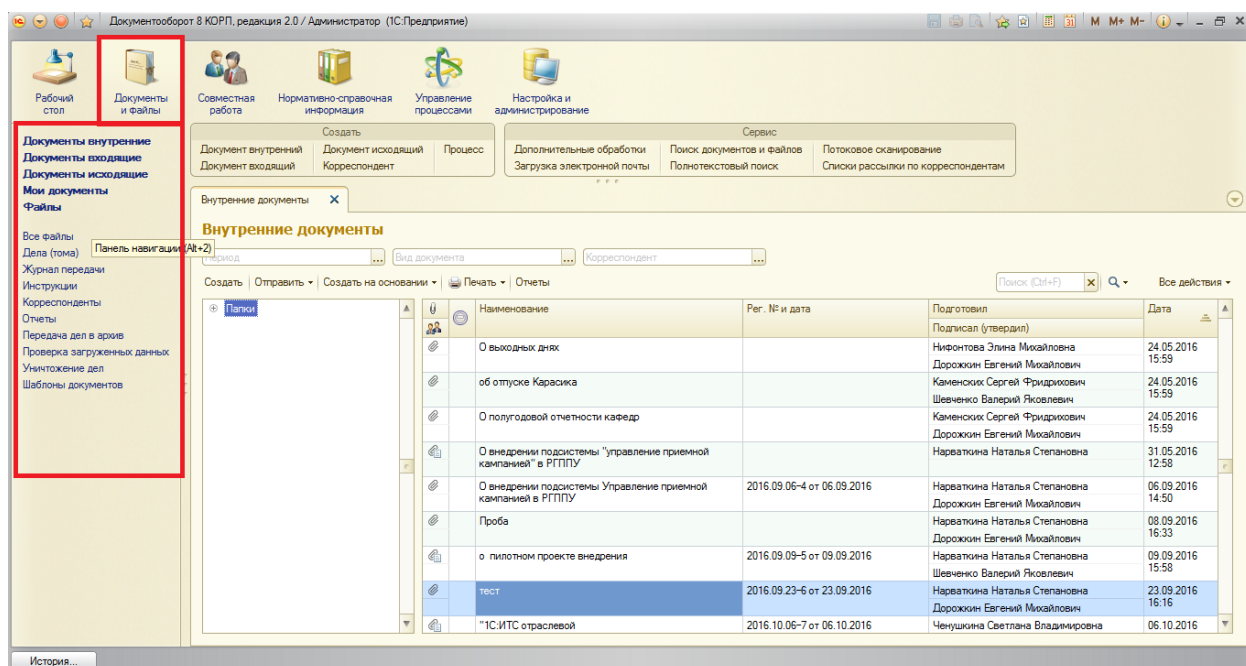 Документооборот 8 КОРП, редакция 2.0 / Администратор (1С:Предприятие)
M M+ M-
Рабочий стол
Документы и файлы
Совместная работа
Нормативно-справочная информация
Управление процессами
Настройка и администрирование
Документы внутренние
Документы входящие
Документы исходящие
Мои документы
Файлы
Все файлы
Дела (тома)
Панель навигации (Alt+2)
Журнал передачи
Инструкции
Корреспонденты
Отчеты
Передача дел в архив
Проверка загруженных данных
Уничтожение дел
Шаблоны документов
Создать
Документ внутренний Документ исходящий Процесс
Документ входящий Корреспондент
Сервис
Дополнительные обработки Поиск документов и файлов Потоковое сканирование
Загрузка электронной почты Полнотекстовый поиск Списки рассылки по корреспондентам
Внутренние документы
Внутренние документы
Период ... Вид документа ... Корреспондент ...
Создать Отправить Создать на основании Печать Отчеты Поиск (Ctrl+F) Все действия
Папки
Наименование Рег. № и дата Подготовил Дата
Подписал (утвердил)
О выходных днях Нифонтова Элина Михайловна 24.05.2016
Дорожкин Евгений Михайлович 15:59
об отпуске Карасика Каменских Сергей Фридрихович 24.05.2016
Шевченко Валерий Яковлевич 15:59
О полугодовой отчетности кафедр Каменских Сергей Фридрихович 24.05.2016
Дорожкин Евгений Михайлович 15:59
О внедрении подсистемы "управление приемной Нарваткина Наталья Степановна 31.05.2016
кампанией" в РГППУ 12:58
О внедрении подсистемы Управление приемной 2016.09.06-4 от 06.09.2016 Нарваткина Наталья Степановна 06.09.2016
кампанией в РГППУ Дорожкин Евгений Михайлович 14:50
Проба Нарваткина Наталья Степановна 08.09.2016
Дорожкин Евгений Михайлович 16:33
о пилотном проекте внедрения 2016.09.09-5 от 09.09.2016 Нарваткина Наталья Степановна 09.09.2016
Шевченко Валерий Яковлевич 15:58
тест 2016.09.23-6 от 23.09.2016 Нарваткина Наталья Степановна 23.09.2016
Дорожкин Евгений Михайлович 16:16
"1С:ИТС отраслевой 2016.10.06-7 от 06.10.2016 Ченушкина Светлана Владимировна 06.10.2016
История...